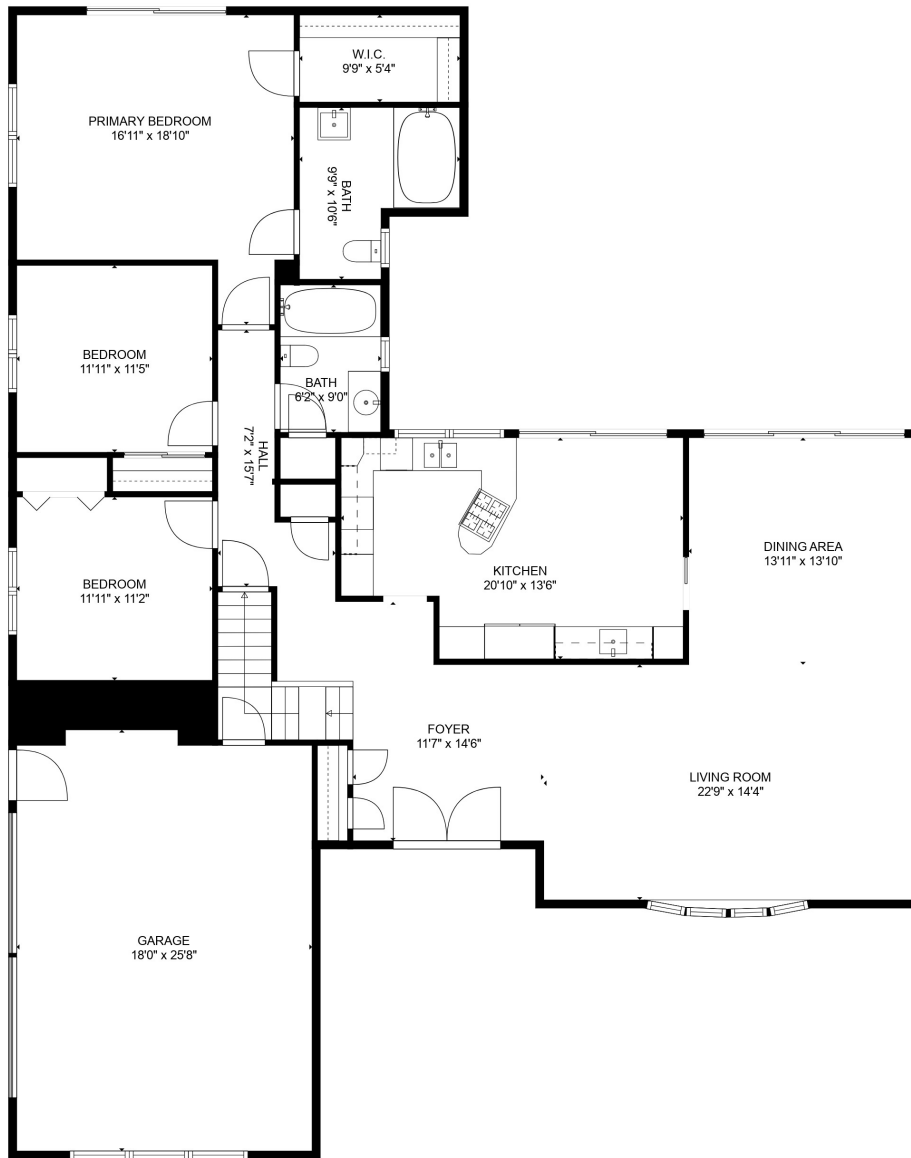 W.I.C.
9'9" x 5'4"
PRIMARY BEDROOM
16'11" x 18'10"
BATH
9'9" x 10'6"
BEDROOM
11'11" x 11'5"
BATH
6'2" x 9'0"
HALL
7'2" x 15'7"
BEDROOM
11'11" x 11'2"
KITCHEN
20'10" x 13'6"
DINING AREA
13'11" x 13'10"
FOYER
11'7" x 14'6"
LIVING ROOM
22'9" x 14'4"
GARAGE
18'0" x 25'8"